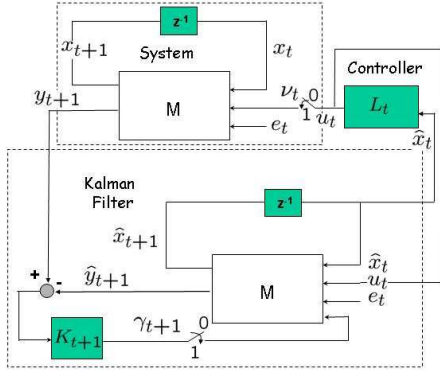 z⁻¹
x_{t+1}
x_t
System
Controller
y_{t+1}
M
ν_t
0
1
u_t
L_t
e_t
x̂_t
Kalman
Filter
z⁻¹
x̂_{t+1}
x̂_t
ŷ_{t+1}
M
u_t
e_t
+
-
K_{t+1}
γ_{t+1}
0
1